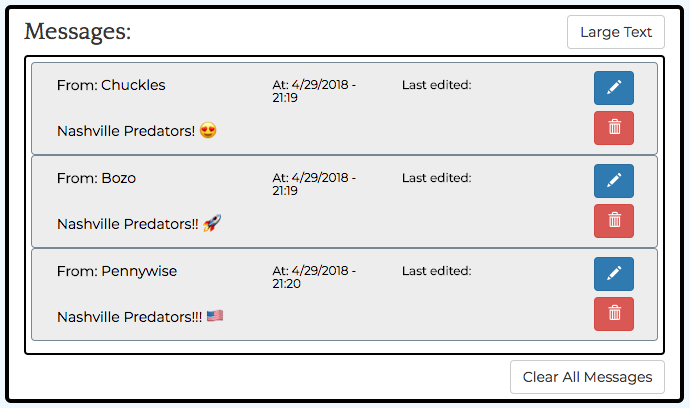 Messages:
Large Text
From: Chuckles
At: 4/29/2018 -
21:19
Last edited:
Nashville Predators! 😍
From: Bozo
At: 4/29/2018 -
21:19
Last edited:
Nashville Predators!! 🚀
From: Pennywise
At: 4/29/2018 -
21:20
Last edited:
Nashville Predators!!! 🇺🇸
Clear All Messages